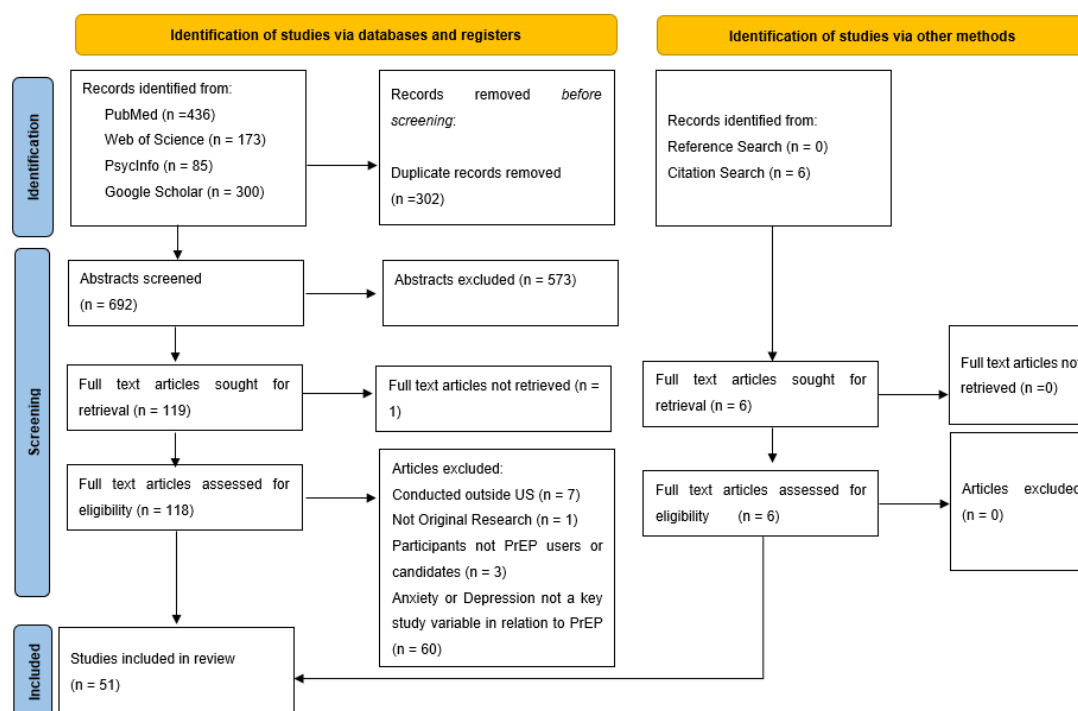 Identification of studies via databases and registers
Identification of studies via other methods
Identification
Records identified from:
PubMed (n =436)
Web of Science (n = 173)
PsycInfo (n = 85)
Google Scholar (n = 300)
Records removed before
screening:
Duplicate records removed
(n =302)
Records identified from:
Reference Search (n = 0)
Citation Search (n = 6)
Screening
Abstracts screened
(n = 692)
Abstracts excluded (n = 573)
Full text articles sought for
retrieval (n = 119)
Full text articles not retrieved (n =
1)
Full text articles sought for
retrieval (n = 6)
Full text articles not
retrieved (n =0)
Full text articles assessed for
eligibility (n = 118)
Articles excluded:
Conducted outside US (n = 7)
Not Original Research (n = 1)
Participants not PrEP users or
candidates (n = 3)
Anxiety or Depression not a key
study variable in relation to PrEP
(n = 60)
Full text articles assessed for
eligibility (n = 6)
Articles excluded
(n = 0)
Included
Studies included in review
(n = 51)